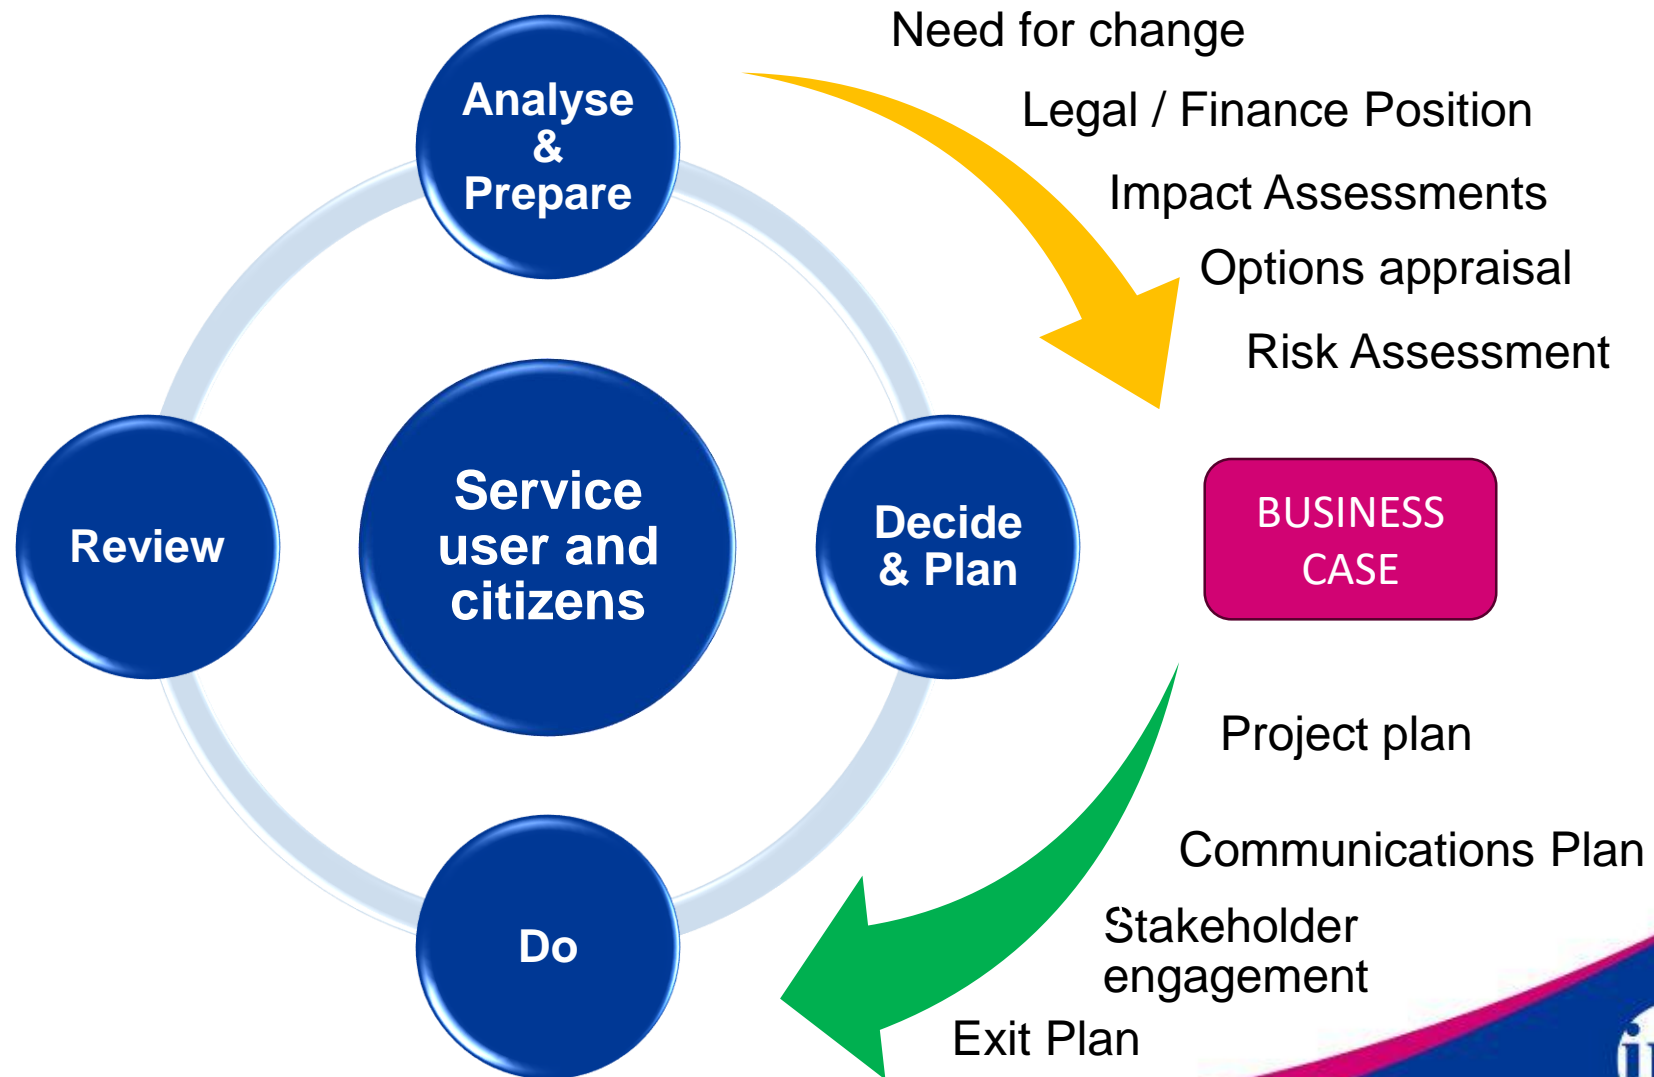 Need for change
Analyse
&
Prepare
Legal / Finance Position
Impact Assessments
Options appraisal
Risk Assessment
Review
Service
user and
citizens
Decide
& Plan
BUSINESS
CASE
Project plan
Communications Plan
Stakeholder
engagement
Do
Exit Plan